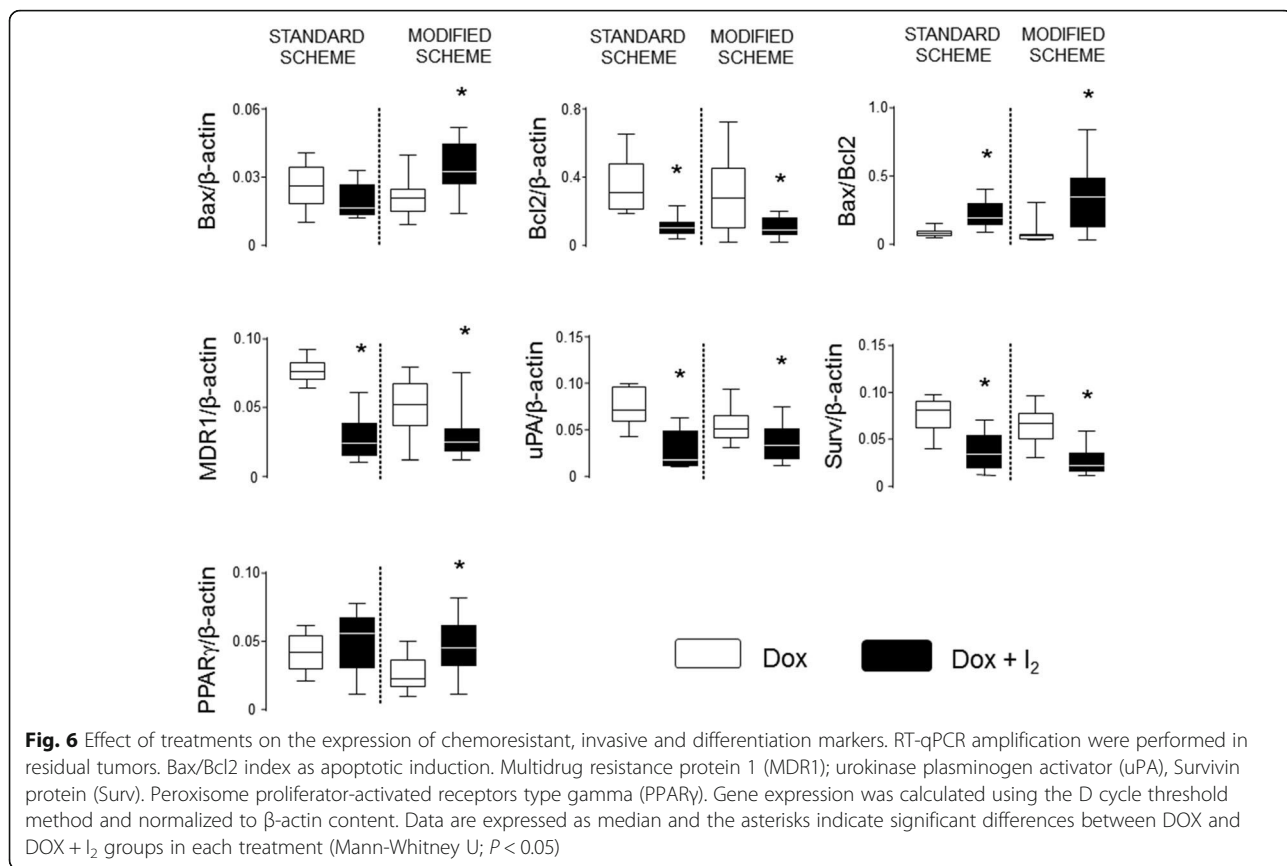 STANDARD SCHEME
MODIFIED SCHEME
STANDARD SCHEME
MODIFIED SCHEME
STANDARD SCHEME
MODIFIED SCHEME
Bax/β-actin
0.06
0.03
0
*
Bcl2/β-actin
0.8
0.4
0
*
*
Bax/Bcl2
1.0
0.5
0
*
*
MDR1/β-actin
0.10
0.05
0
*
*
uPA/β-actin
0.15
0.10
0.05
0
*
*
Surv/β-actin
0.15
0.10
0.05
0
*
*
PPARγ/β-actin
0.10
0.05
0
*
Dox
Dox + I₂
Fig. 6 Effect of treatments on the expression of chemoresistant, invasive and differentiation markers. RT-qPCR amplification were performed in
residual tumors. Bax/Bcl2 index as apoptotic induction. Multidrug resistance protein 1 (MDR1); urokinase plasminogen activator (uPA), Survivin
protein (Surv). Peroxisome proliferator-activated receptors type gamma (PPARγ). Gene expression was calculated using the D cycle threshold
method and normalized to β-actin content. Data are expressed as median and the asterisks indicate significant differences between DOX and
DOX + I₂ groups in each treatment (Mann-Whitney U; P < 0.05)